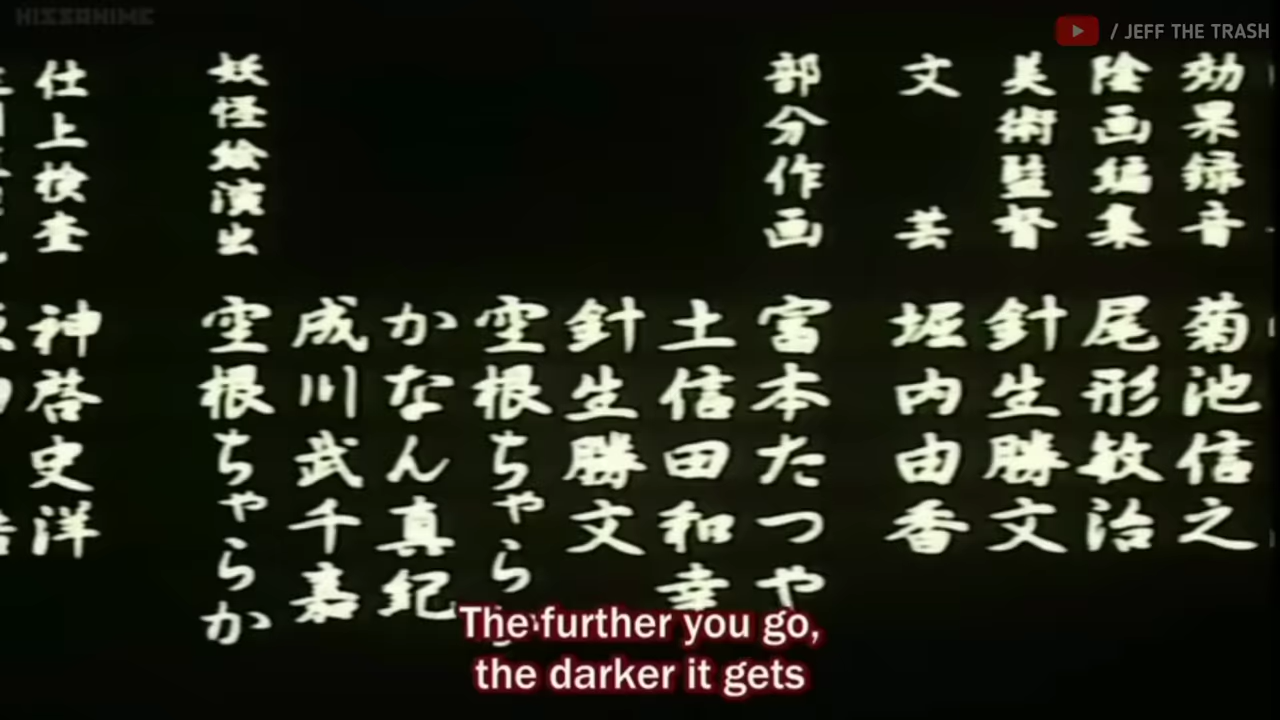 HISSOHIME
/ JEFF THE TRASH
効果録音
菊池信之
陰画編集
尾形敏治
美術監督
針生勝文
文芸
堀内由香
部分作画
富本たつや
土信田和幸
針生勝文
空根ちゃら
かなん真紀
成川武千嘉
妖怪絵演出
空根ちゃらか
仕上検査
神啓史洋
The further you go,
the darker it gets